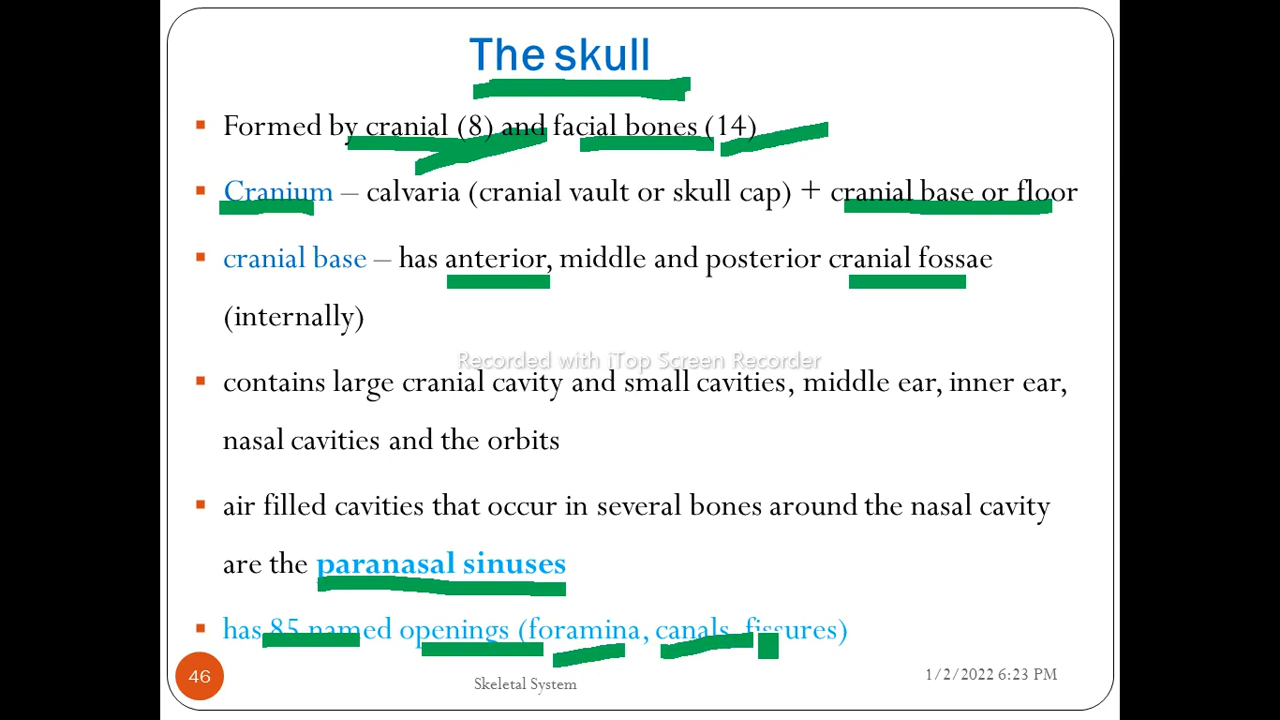 The skull
Formed by cranial (8) and facial bones (14)
Cranium – calvaria (cranial vault or skull cap) + cranial base or floor
cranial base – has anterior, middle and posterior cranial fossae
(internally)
Recorded with iTop Screen Recorder
contains large cranial cavity and small cavities, middle ear, inner ear,
nasal cavities and the orbits
air filled cavities that occur in several bones around the nasal cavity
are the paranasal sinuses
has 85 named openings (foramina, canals, fissures)
46
Skeletal System
1/2/2022 6:23 PM